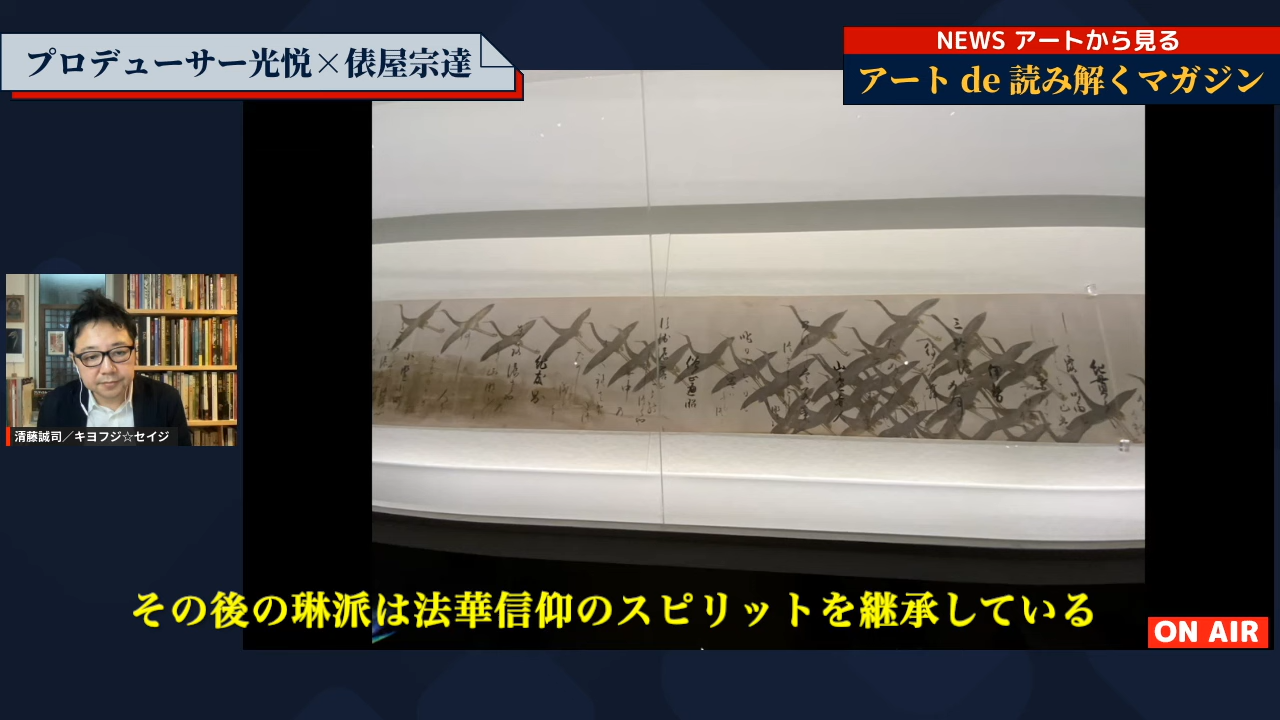 プロデューサー光悦×俵屋宗達
NEWS アートから見る
アート de 読み解くマガジン
清藤誠司／キヨフジ☆セイジ
その後の琳派は法華信仰のスピリットを継承している
ON AIR